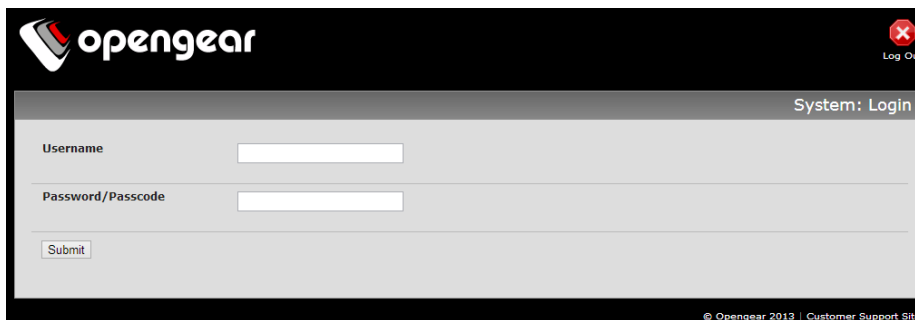 opengear
Log Ou
System: Login
Username
Password/Passcode
Submit
© Opengear 2013 | Customer Support Sit